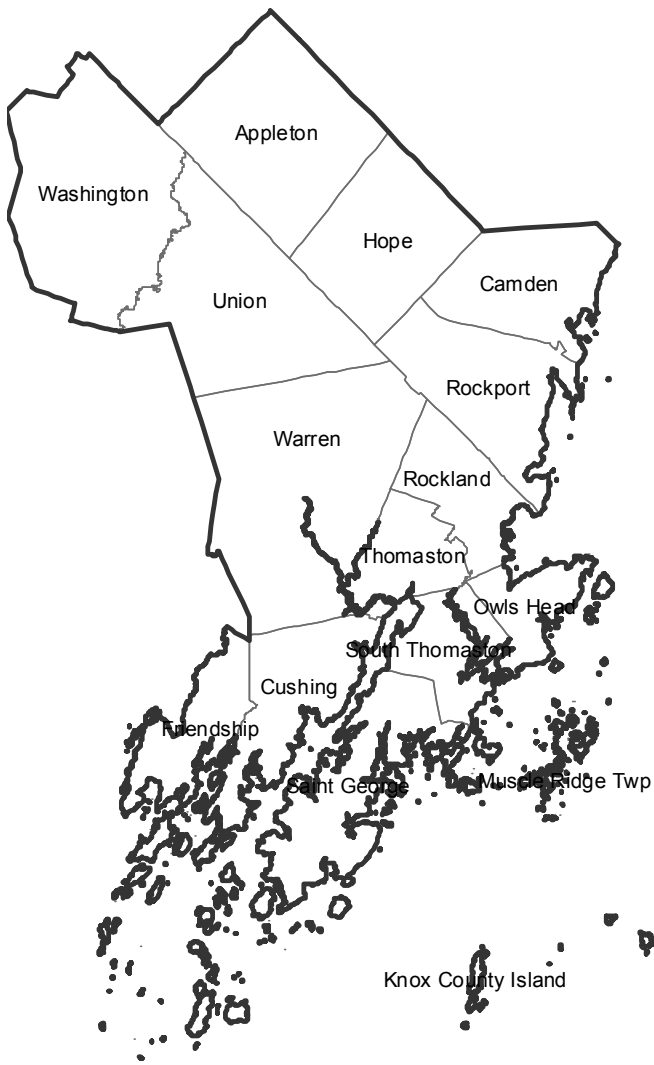 Appleton
Washington
Hope
Camden
Union
Rockport
Warren
Rockland
Thomaston
Owls Head
South Thomaston
Cushing
Friendship
Saint George
Muscle Ridge Twp
Knox County Island